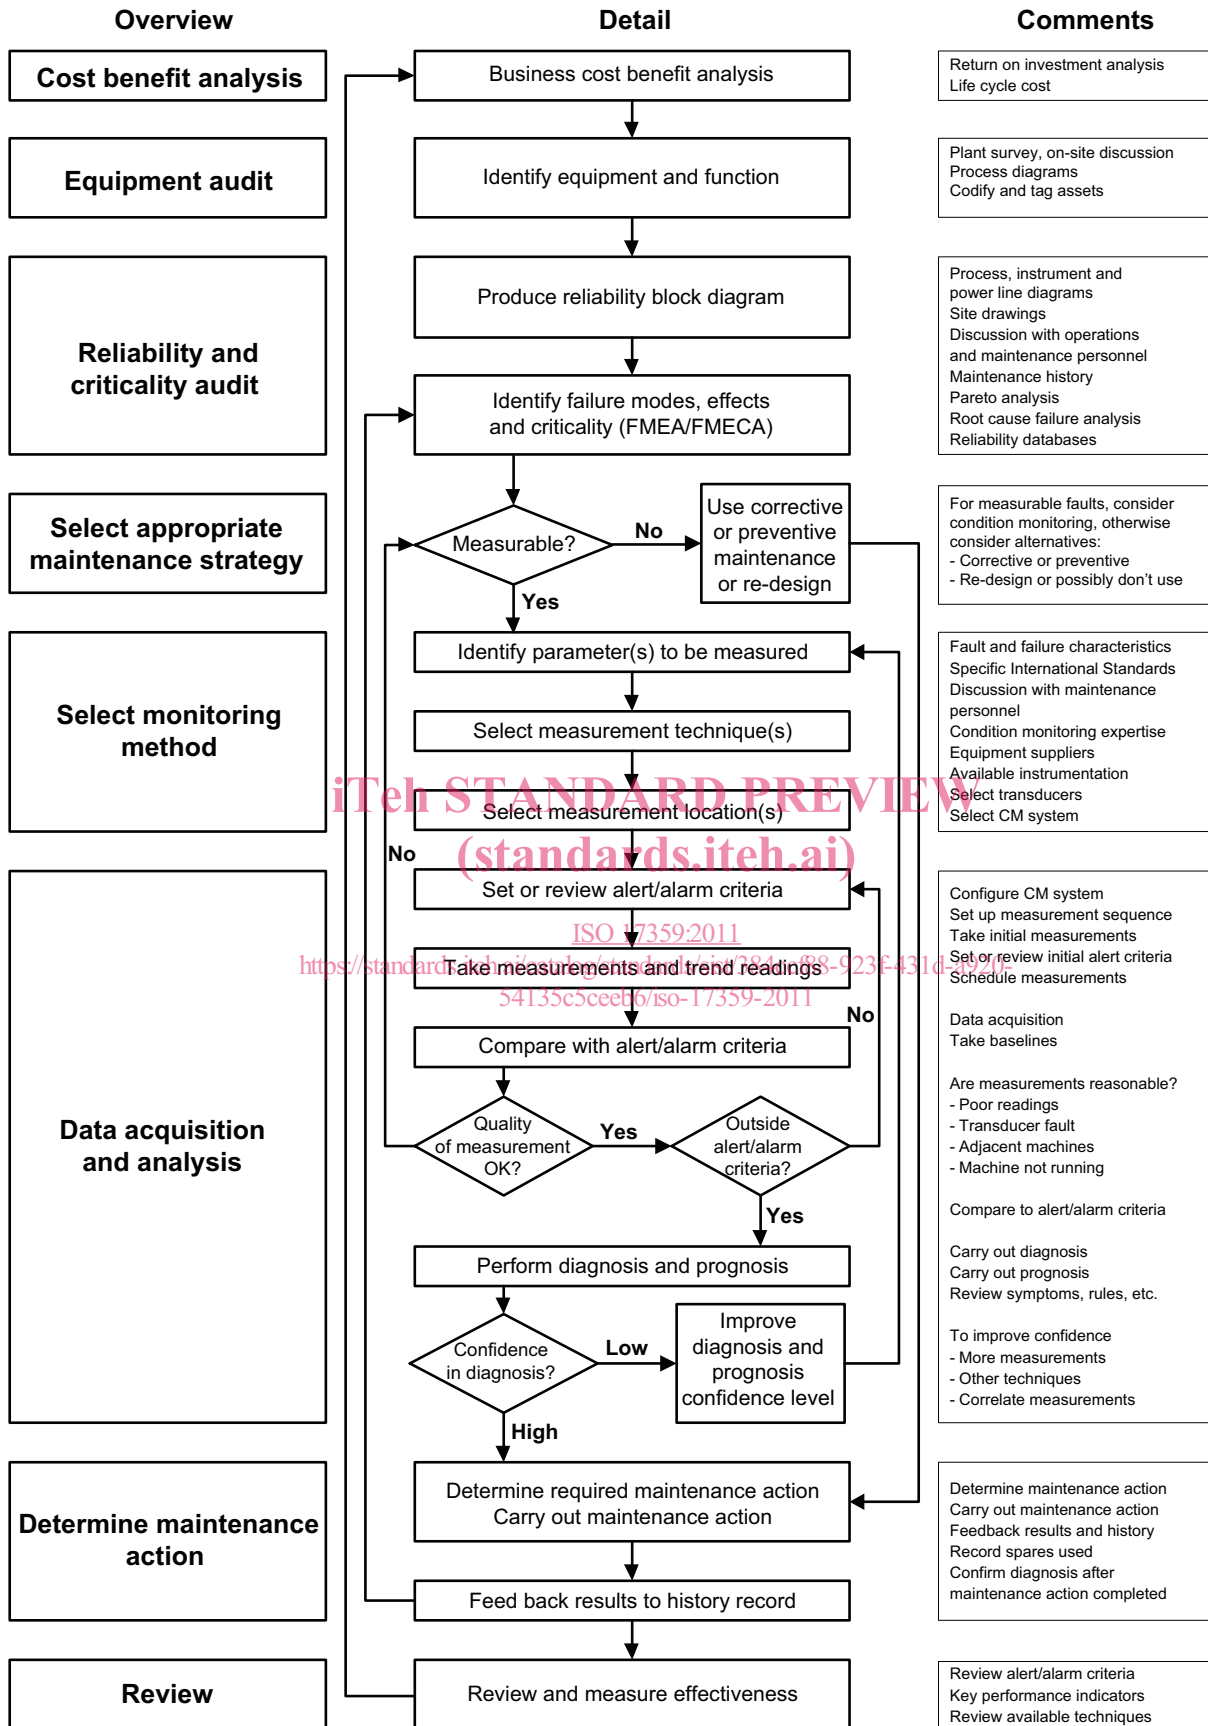 Overview
Detail
Comments
Cost benefit analysis
Business cost benefit analysis
Return on investment analysis
Life cycle cost
Equipment audit
Identify equipment and function
Plant survey, on-site discussion
Process diagrams
Codify and tag assets
Reliability and
criticality audit
Produce reliability block diagram
Identify failure modes, effects
and criticality (FMEA/FMECA)
Process, instrument and
power line diagrams
Site drawings
Discussion with operations
and maintenance personnel
Maintenance history
Pareto analysis
Root cause failure analysis
Reliability databases
Select appropriate
maintenance strategy
Measurable?
No
Use corrective
or preventive
maintenance
or re-design
Yes
For measurable faults, consider
condition monitoring, otherwise
consider alternatives:
- Corrective or preventive
- Re-design or possibly don't use
Select monitoring
method
Identify parameter(s) to be measured
Select measurement technique(s)
Select measurement location(s)
Fault and failure characteristics
Specific International Standards
Discussion with maintenance
personnel
Condition monitoring expertise
Equipment suppliers
Available instrumentation
Select transducers
Select CM system
iTeh STANDARD PREVIEW
(standards.iteh.ai)
ISO 17359:2011
54135c5ceeb6/iso-17359-2011
Data acquisition
and analysis
No
Set or review alert/alarm criteria
Take measurements and trend readings
No
Compare with alert/alarm criteria
Quality
of measurement
OK?
Yes
Outside
alert/alarm
criteria?
Yes
Perform diagnosis and prognosis
Confidence
in diagnosis?
Low
Improve
diagnosis and
prognosis
confidence level
High
Configure CM system
Set up measurement sequence
Take initial measurements
Set or review initial alert criteria
Schedule measurements
Data acquisition
Take baselines
Are measurements reasonable?
- Poor readings
- Transducer fault
- Adjacent machines
- Machine not running
Compare to alert/alarm criteria
Carry out diagnosis
Carry out prognosis
Review symptoms, rules, etc.
To improve confidence
- More measurements
- Other techniques
- Correlate measurements
Determine maintenance
action
Determine required maintenance action
Carry out maintenance action
Feed back results to history record
Determine maintenance action
Carry out maintenance action
Feedback results and history
Record spares used
Confirm diagnosis after
maintenance action completed
Review
Review and measure effectiveness
Review alert/alarm criteria
Key performance indicators
Review available techniques